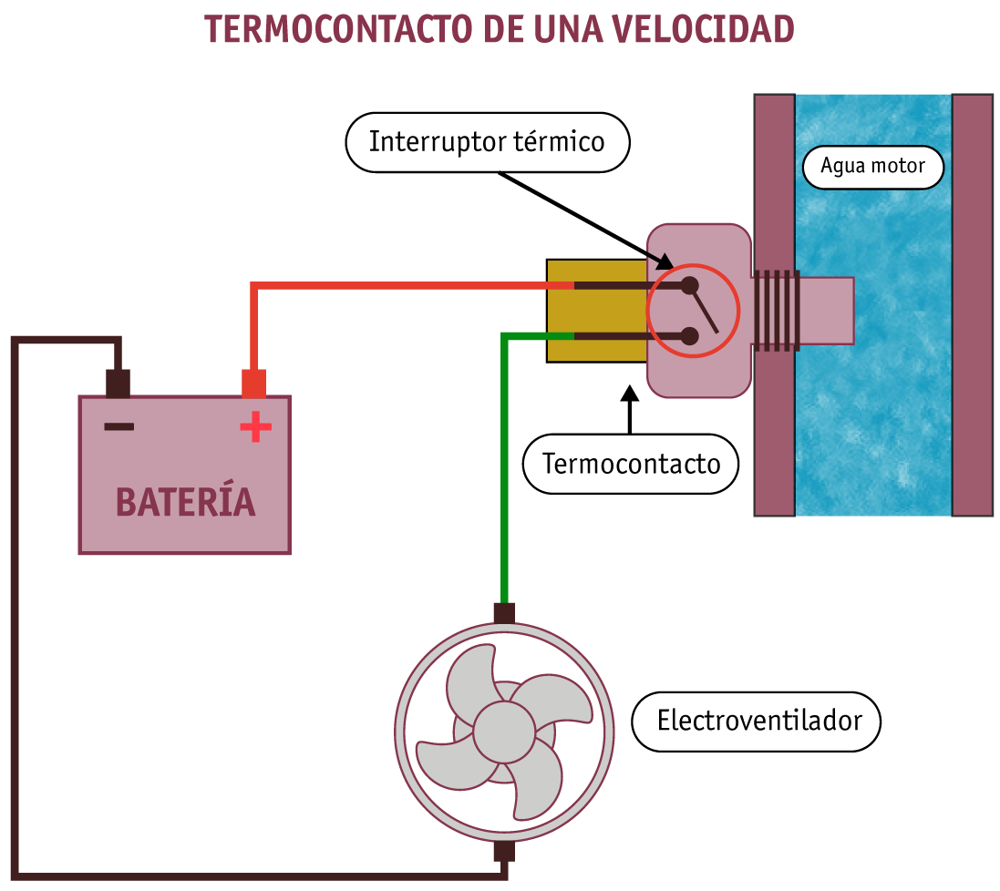 TERMOCONTACTO DE UNA VELOCIDAD
Interruptor térmico
Agua motor
Termocontacto
− +
BATERÍA
Electroventilador